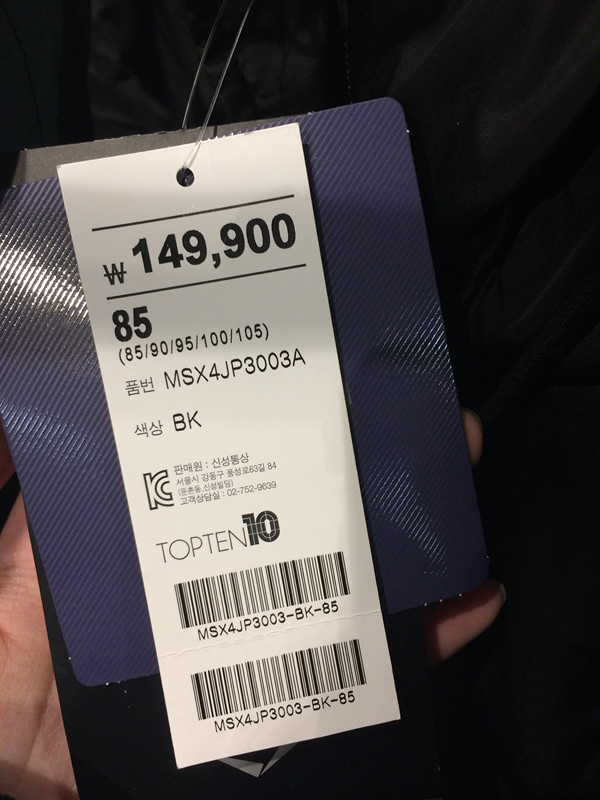 ₩149,900
85
(85/90/95/100/105)
품번 MSX4JP3003A
색상 BK
판매원 : 신성통상
서울시 강동구 풍성로63길 84
(둔촌동,신성빌딩)
고객상담실 : 02-752-9639
TOPTEN10
MSX4JP3003-BK-85
MSX4JP3003-BK-85